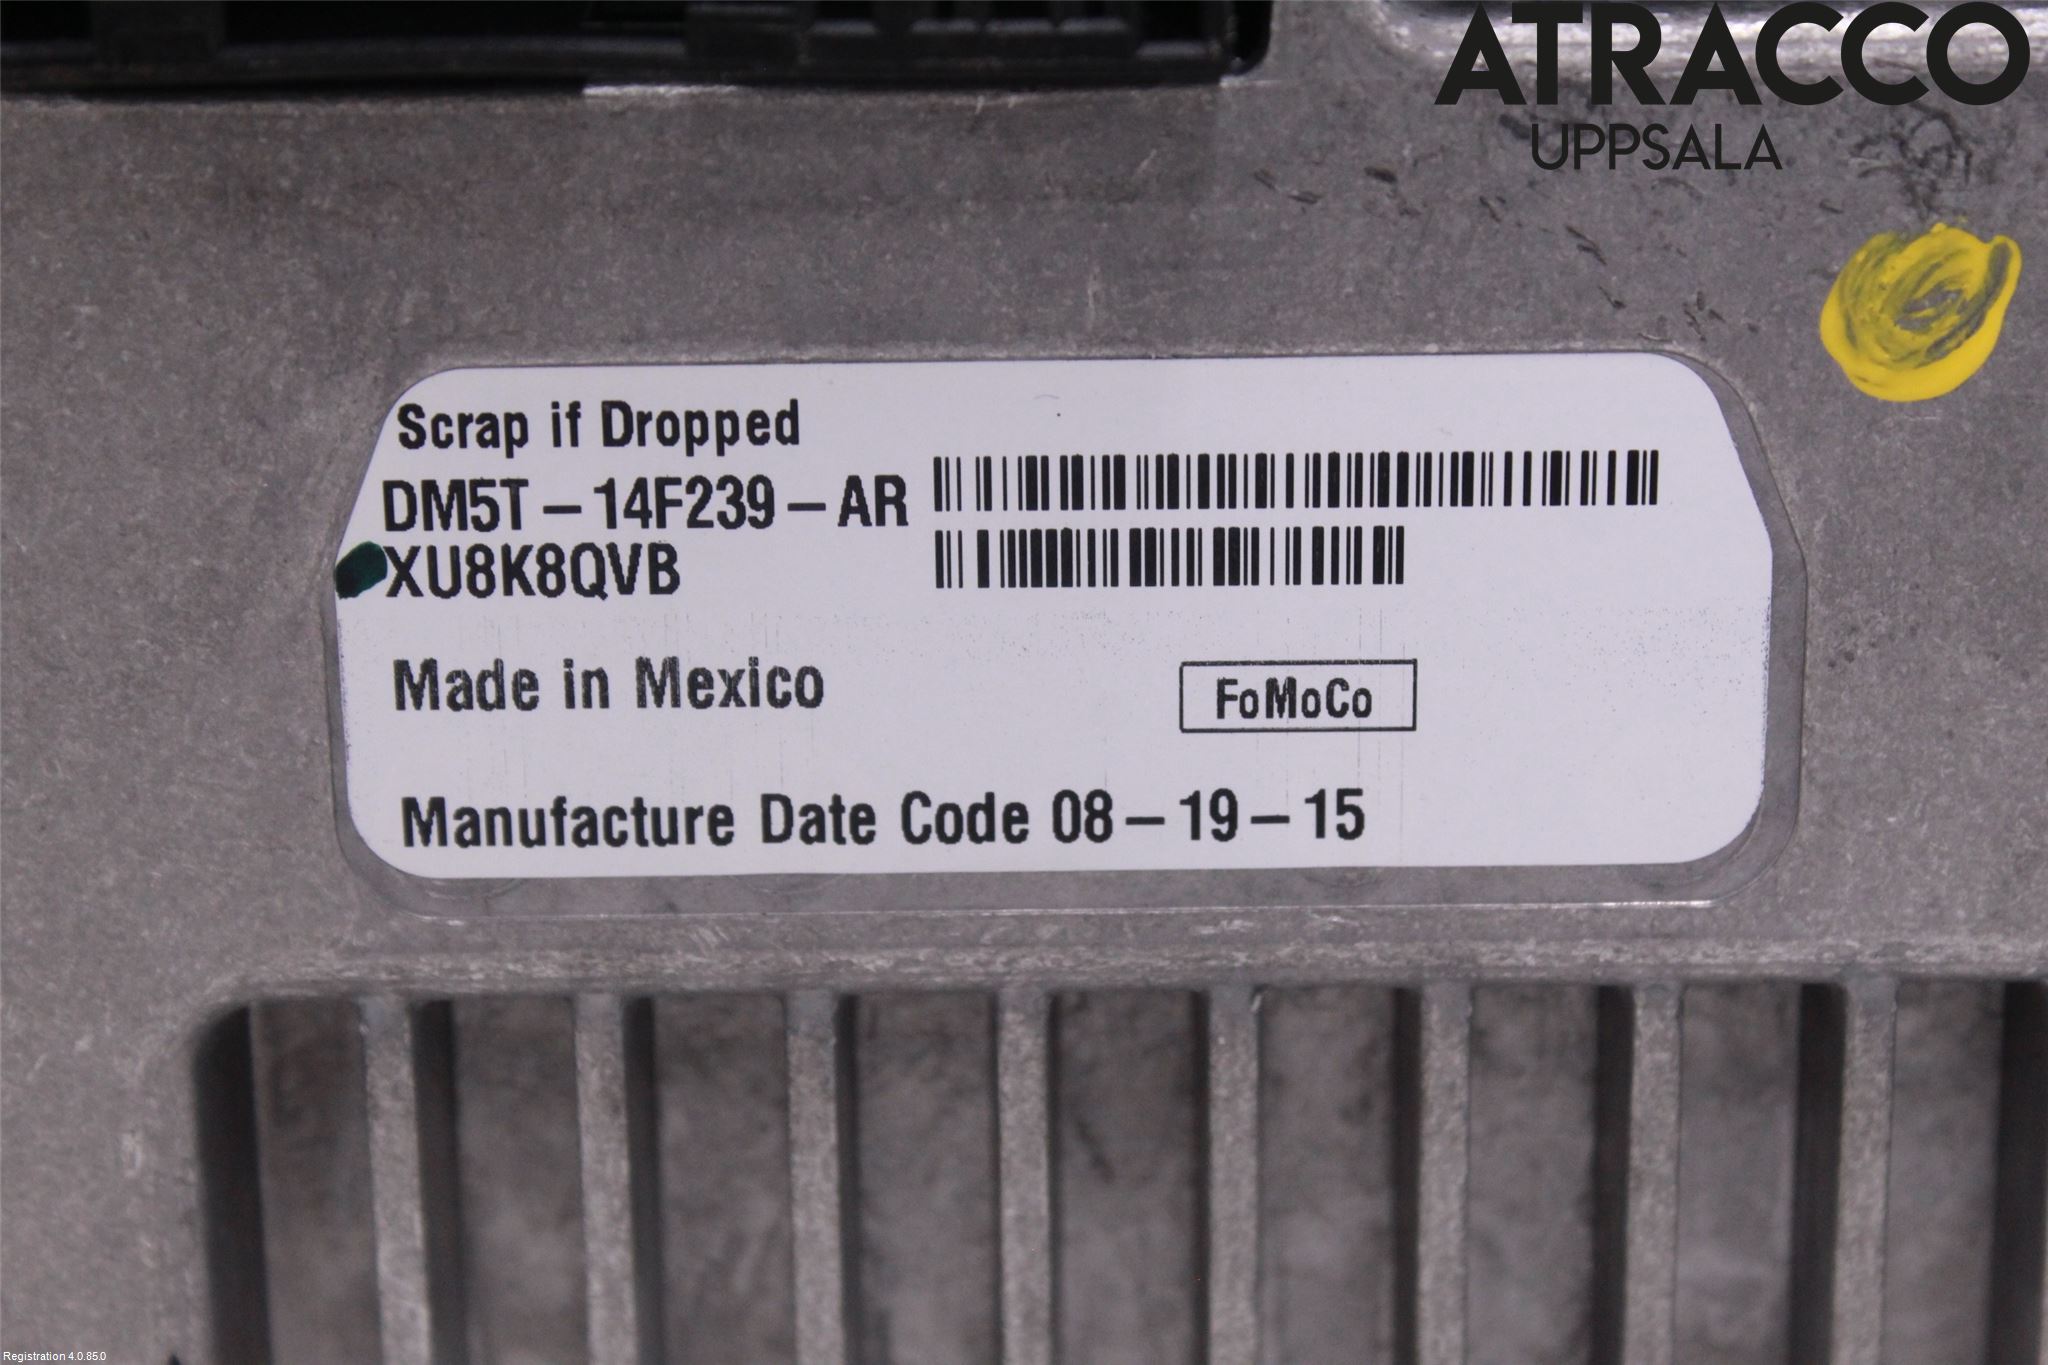 ATRACCO
UPPSALA
Scrap if Dropped
DM5T-14F239-AR
XU8K8QVB
Made in Mexico
FoMoCo
Manufacture Date Code 08-19-15
Registration 4.0.85.0